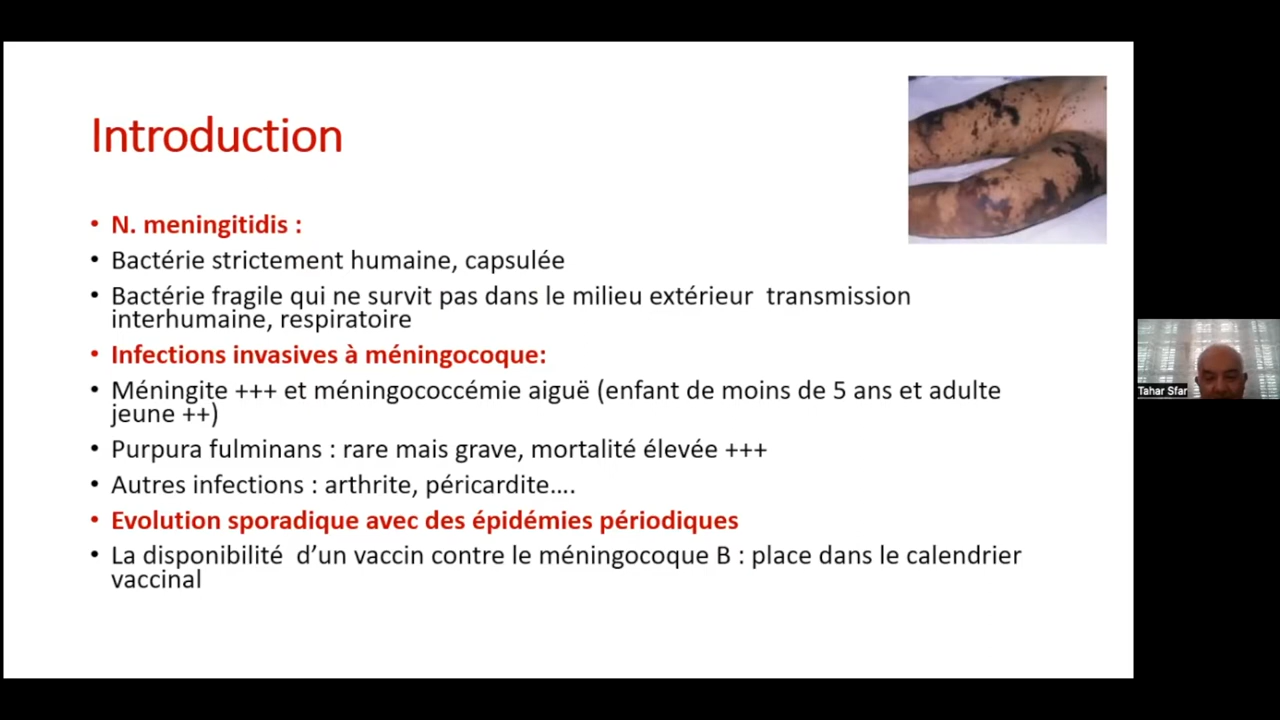 Introduction
• N. meningitidis :
• Bactérie strictement humaine, capsulée
• Bactérie fragile qui ne survit pas dans le milieu extérieur  transmission
interhumaine, respiratoire
• Infections invasives à méningocoque:
• Méningite +++ et méningococcémie aiguë (enfant de moins de 5 ans et adulte
jeune ++)
• Purpura fulminans : rare mais grave, mortalité élevée +++
• Autres infections : arthrite, péricardite….
• Evolution sporadique avec des épidémies périodiques
• La disponibilité  d’un vaccin contre le méningocoque B : place dans le calendrier
vaccinal
Tahar Sfar